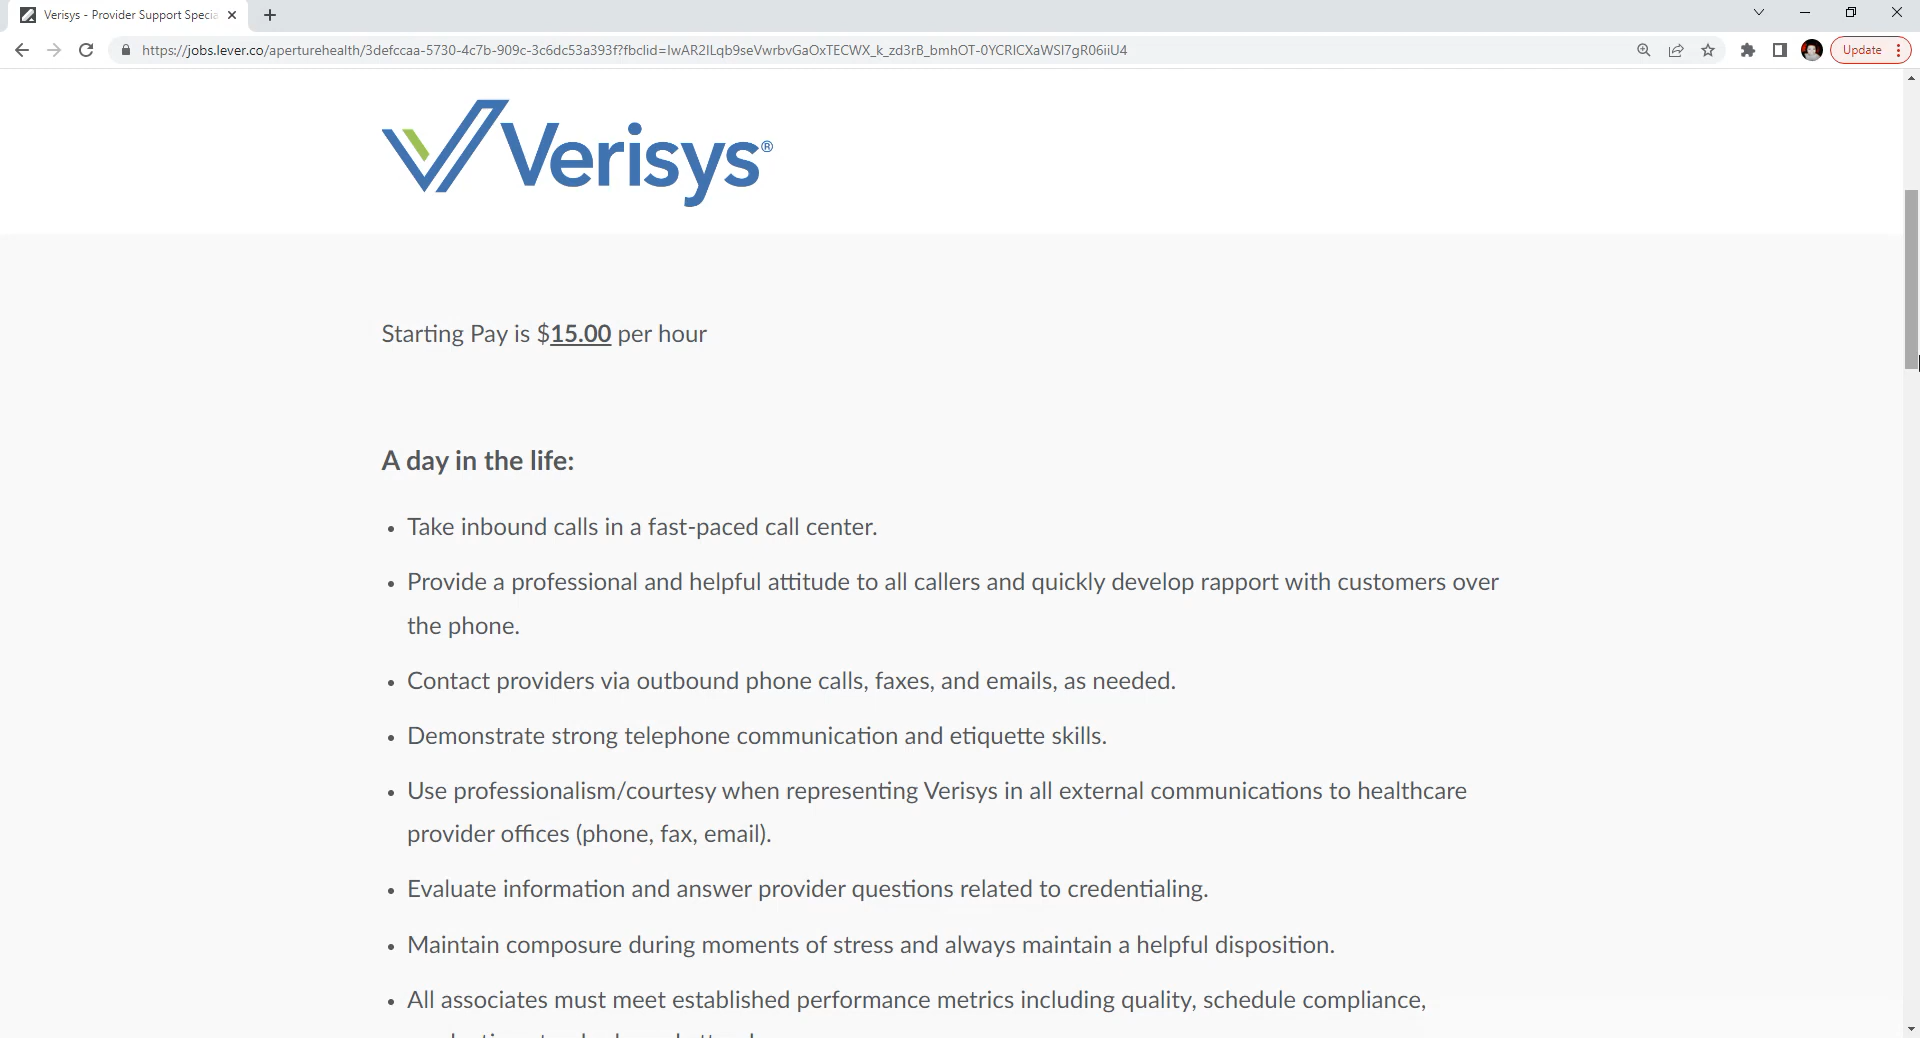 Verisys - Provider Support Specia
https://jobs.lever.co/aperturehealth/3defccaa-5730-4c7b-909c-3c6dc53a393f?fbclid=IwAR2ILqb9seVwrbvGaOxTECWX_k_zd3rB_bmhOT-0YCRlCXaWSl7gR06iiU4
Update
Verisys®
Starting Pay is $15.00 per hour
A day in the life:
• Take inbound calls in a fast-paced call center.
• Provide a professional and helpful attitude to all callers and quickly develop rapport with customers over
the phone.
• Contact providers via outbound phone calls, faxes, and emails, as needed.
• Demonstrate strong telephone communication and etiquette skills.
• Use professionalism/courtesy when representing Verisys in all external communications to healthcare
provider offices (phone, fax, email).
• Evaluate information and answer provider questions related to credentialing.
• Maintain composure during moments of stress and always maintain a helpful disposition.
• All associates must meet established performance metrics including quality, schedule compliance,